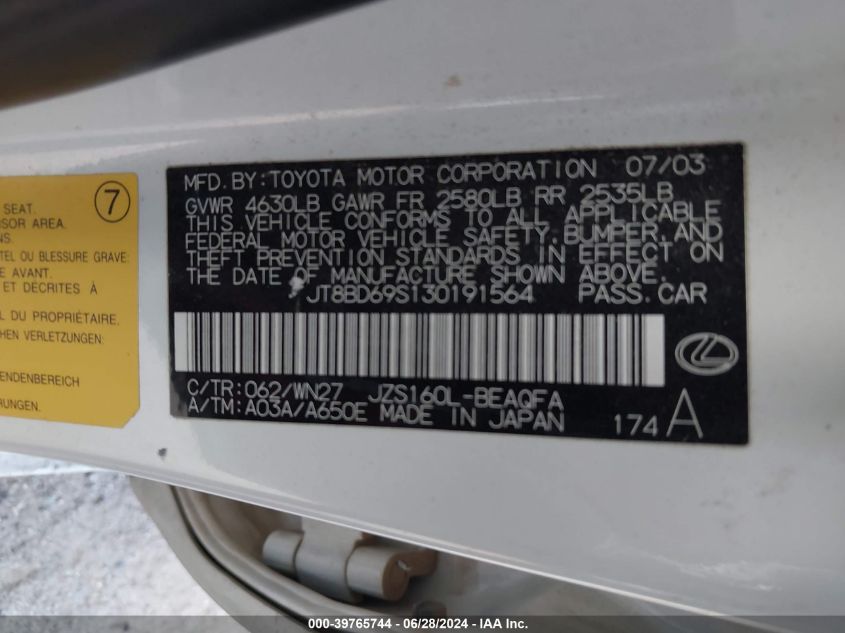 7
SEAT.
SOR AREA.
NS.
TEL OU BLESSURE GRAVE:
E AVANT.
ET DÉCRITES À
L DU PROPRIÉTAIRE.
CHEN VERLETZUNGEN:
ENDENBEREICH
RUNG.
MFD. BY: TOYOTA MOTOR CORPORATION 07/03
GVWR 4630LB GAWR FR 2580LB RR 2535LB
THIS VEHICLE CONFORMS TO ALL APPLICABLE
FEDERAL MOTOR VEHICLE SAFETY, BUMPER, AND
THEFT PREVENTION STANDARDS IN EFFECT ON
THE DATE OF MANUFACTURE SHOWN ABOVE.
JT8BD69S130191564 PASS. CAR
C/TR: 062/WN27 JZS160L-BEAQFA
A/TM: A03A/A650E MADE IN JAPAN 174 A
000-39765744 / 06/28/2024 / IAA Inc.